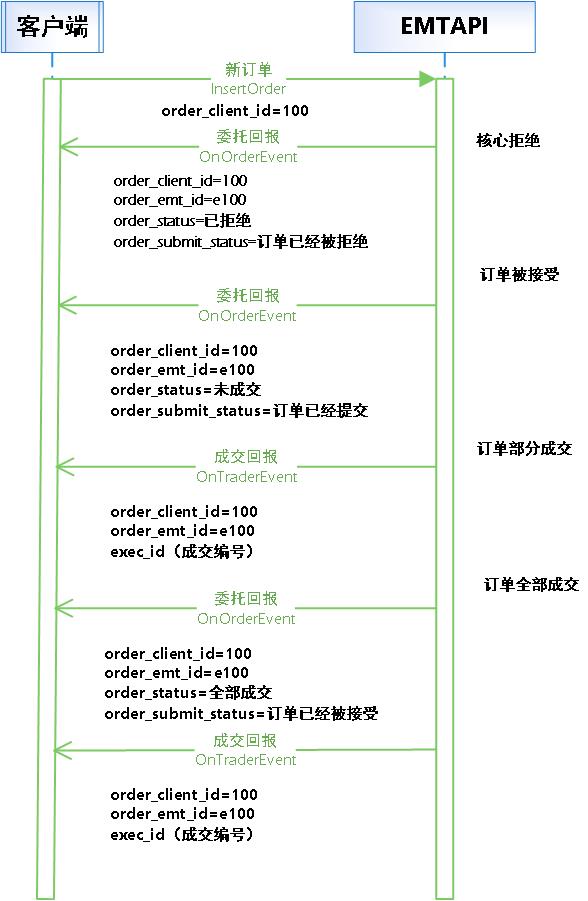 客户端
EMTAPI
新订单
InsertOrder
order_client_id=100
委托回报
OnOrderEvent
核心拒绝
order_client_id=100
order_emt_id=e100
order_status=已拒绝
order_submit_status=订单已经被拒绝
订单被接受
委托回报
OnOrderEvent
order_client_id=100
order_emt_id=e100
order_status=未成交
order_submit_status=订单已经提交
订单部分成交
成交回报
OnTraderEvent
order_client_id=100
order_emt_id=e100
exec_id（成交编号）
订单全部成交
委托回报
OnOrderEvent
order_client_id=100
order_emt_id=e100
order_status=全部成交
order_submit_status=订单已经被接受
成交回报
OnTraderEvent
order_client_id=100
order_emt_id=e100
exec_id（成交编号）